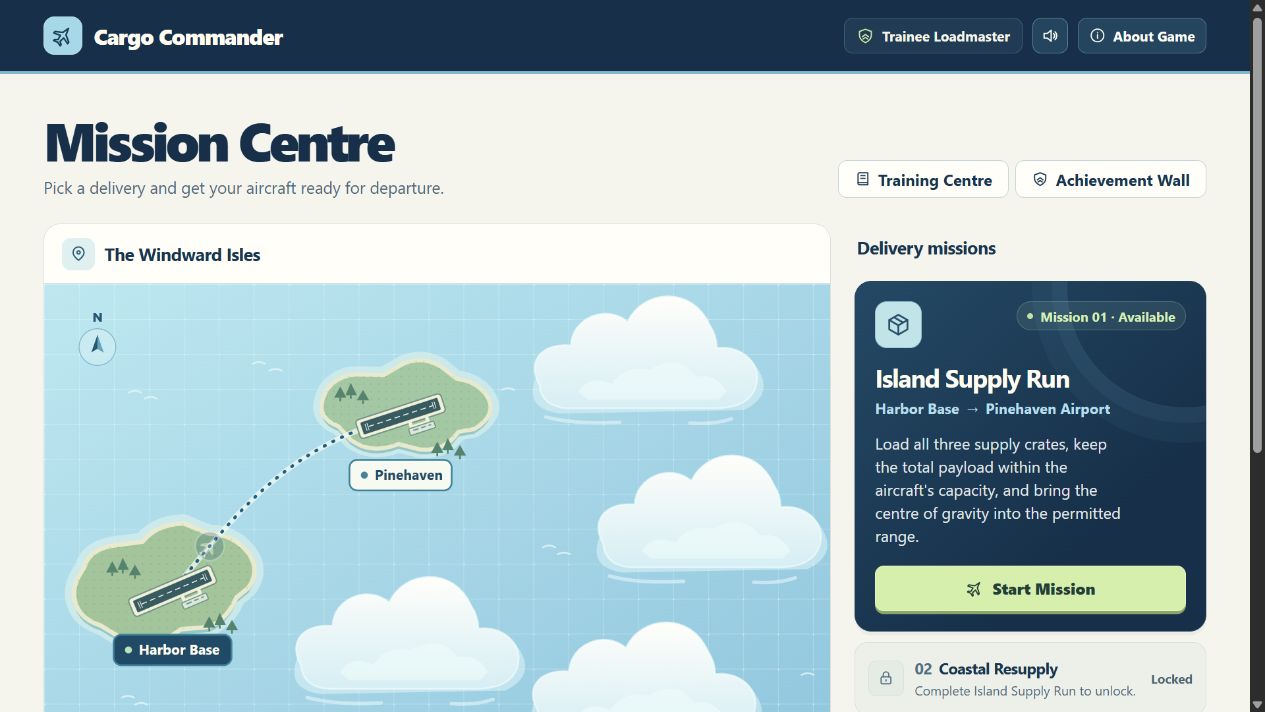 Cargo Commander
Trainee Loadmaster
About Game
Mission Centre
Pick a delivery and get your aircraft ready for departure.
Training Centre
Achievement Wall
The Windward Isles
N
Pinehaven
Harbor Base
Delivery missions
Mission 01 · Available
Island Supply Run
Harbor Base → Pinehaven Airport
Load all three supply crates, keep
the total payload within the
aircraft's capacity, and bring the
centre of gravity into the permitted
range.
Start Mission
02 Coastal Resupply
Complete Island Supply Run to unlock.
Locked